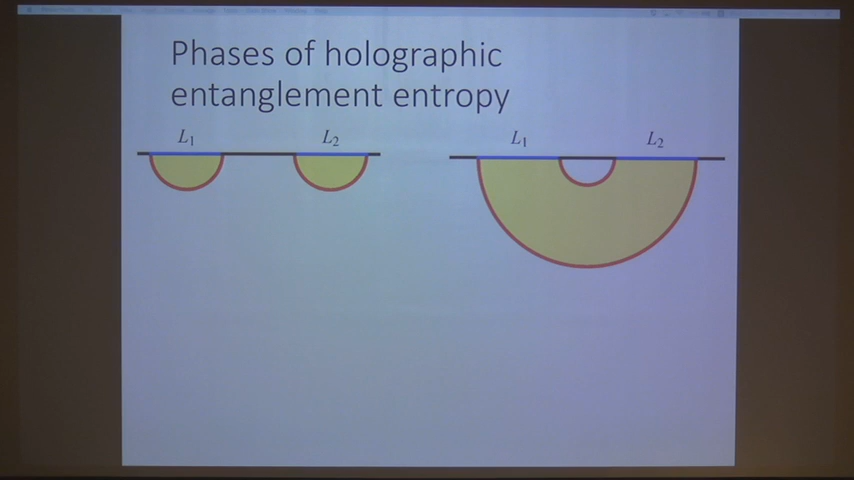 Phases of holographic
entanglement entropy
L₁ L₂ L₁ L₂